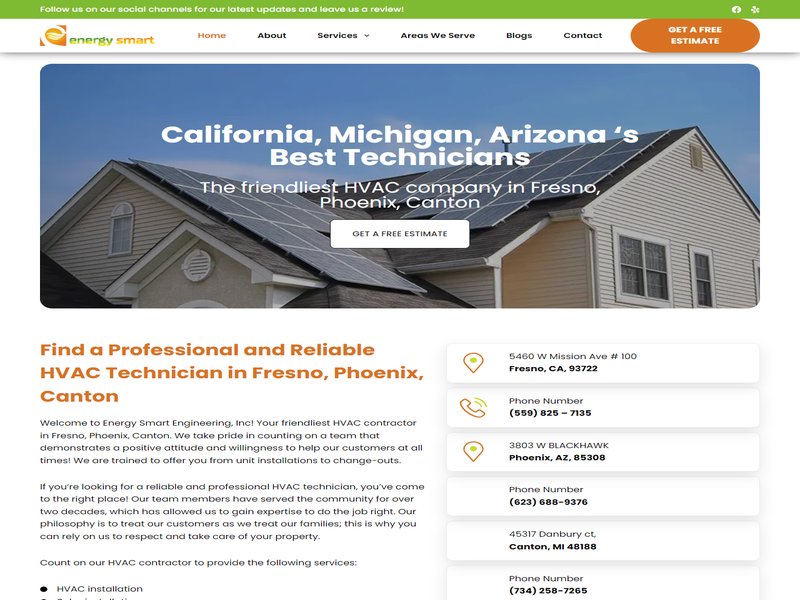 Follow us on our social channels for our latest updates and leave us a review!
energy smart
Home
About
Services
Areas We Serve
Blogs
Contact
GET A FREE
ESTIMATE
California, Michigan, Arizona ‘s
Best Technicians
The friendliest HVAC company in Fresno,
Phoenix, Canton
GET A FREE ESTIMATE
Find a Professional and Reliable
HVAC Technician in Fresno, Phoenix,
Canton
Welcome to Energy Smart Engineering, Inc! Your friendliest HVAC contractor
in Fresno, Phoenix, Canton. We take pride in counting on a team that
demonstrates a positive attitude and willingness to help our customers at all
times! We are trained to offer you from unit installations to change-outs.
If you’re looking for a reliable and professional HVAC technician, you’ve come
to the right place! Our team members have served the community for over
two decades, which has allowed us to gain expertise to do the job right. Our
philosophy is to treat our customers as we treat our families; this is why you
can rely on us to respect and take care of your property.
Count on our HVAC contractor to provide the following services:
HVAC installation
5460 W Mission Ave # 100
Fresno, CA, 93722
Phone Number
(559) 825 – 7135
3803 W BLACKHAWK
Phoenix, AZ, 85308
Phone Number
(623) 688-9376
45317 Danbury ct,
Canton, MI 48188
Phone Number
(734) 258-7265